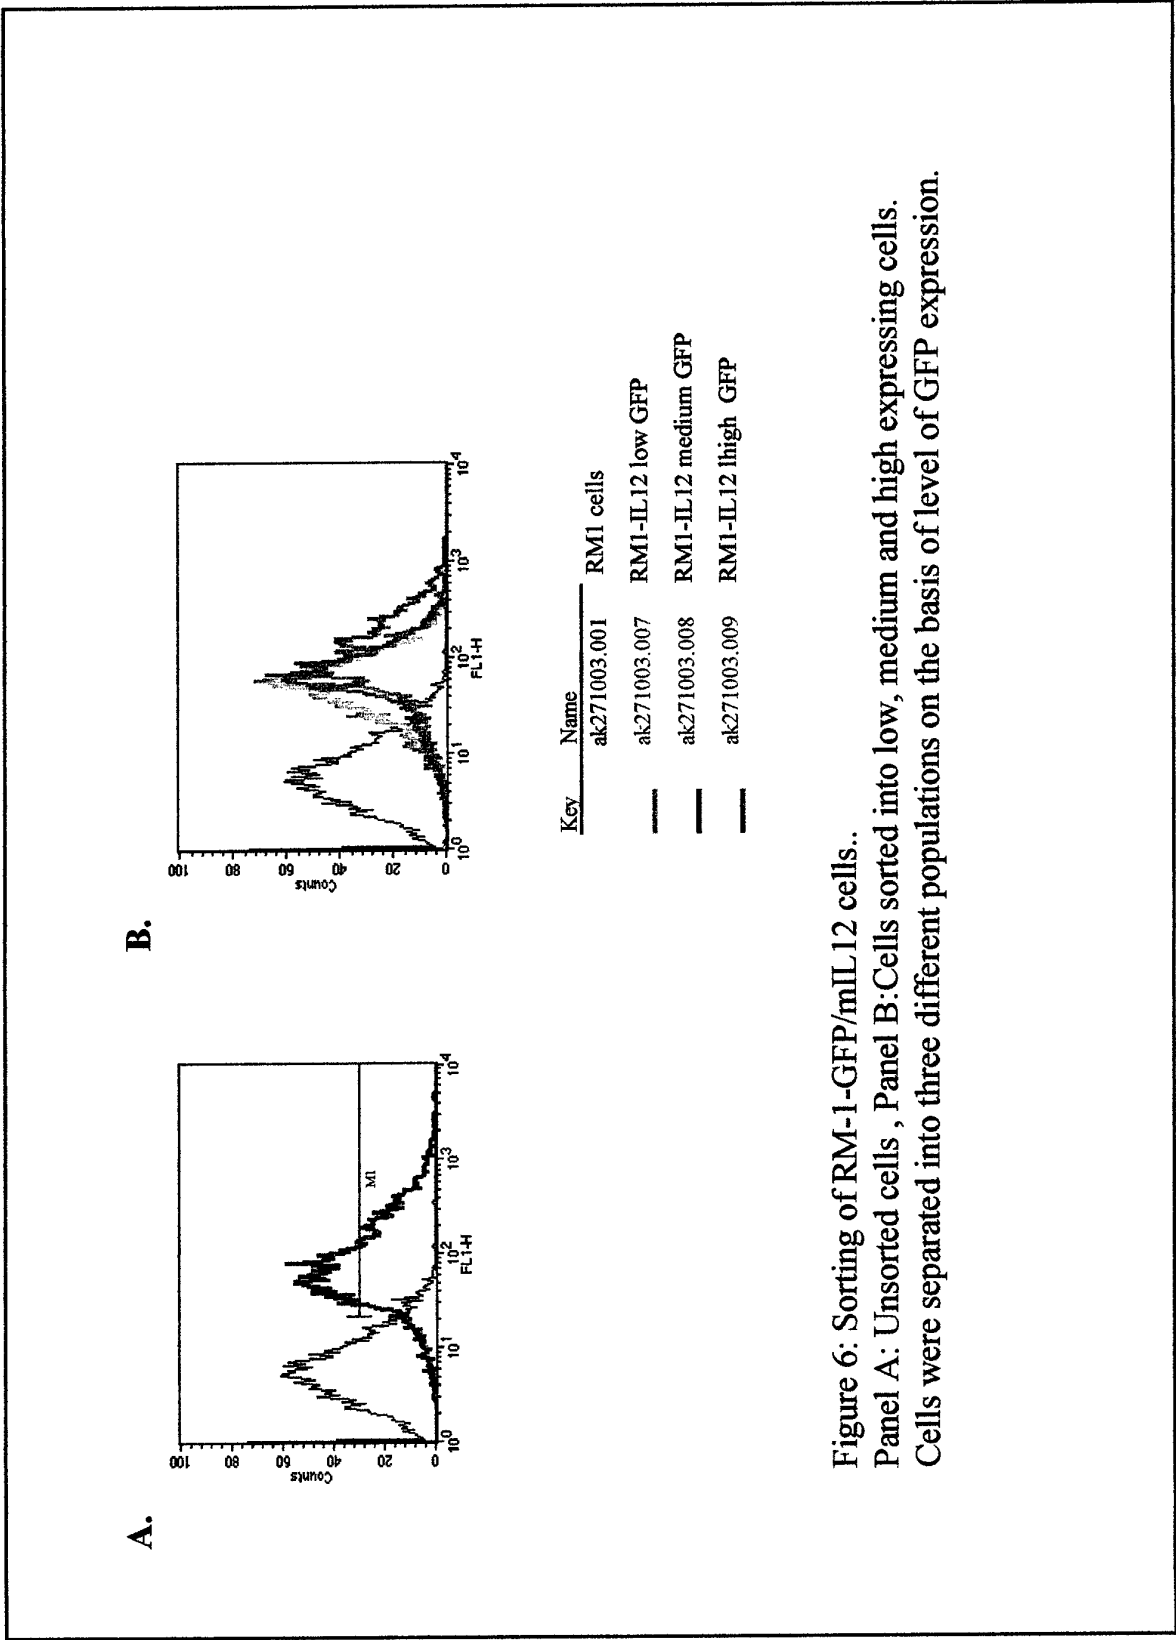 A.
100
80
60
40
20
0
Counts
M1
10^0 10^1 10^2 10^3 10^4
FL1-H
B.
100
80
60
40
20
0
Counts
10^0 10^1 10^2 10^3 10^4
FL1-H
Key Name
ak271003.001 RM1 cells
ak271003.007 RM1-IL12 low GFP
ak271003.008 RM1-IL12 medium GFP
ak271003.009 RM1-IL12 lhigh GFP
Figure 6: Sorting of RM-1-GFP/mIL12 cells..
Panel A: Unsorted cells , Panel B:Cells sorted into low, medium and high expressing cells.
Cells were separated into three different populations on the basis of level of GFP expression.